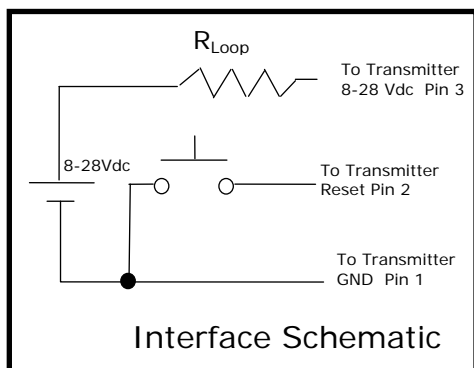 RLoop
To Transmitter
8-28 Vdc Pin 3
8-28Vdc
To Transmitter
Reset Pin 2
To Transmitter
GND Pin 1
Interface Schematic